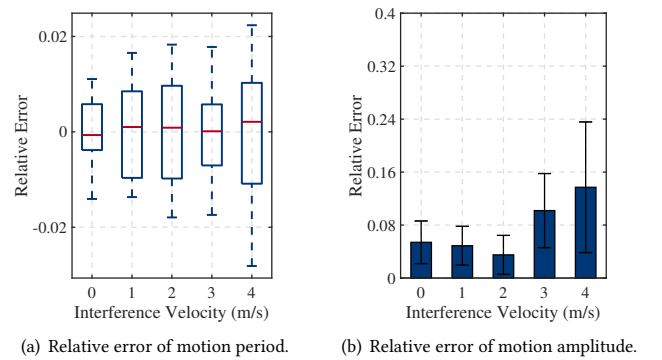 0.02
0
-0.02
Relative Error
0 1 2 3 4
Interference Velocity (m/s)
(a) Relative error of motion period.
0.4
0.32
0.24
0.16
0.08
0
Relative Error
0 1 2 3 4
Interference Velocity (m/s)
(b) Relative error of motion amplitude.